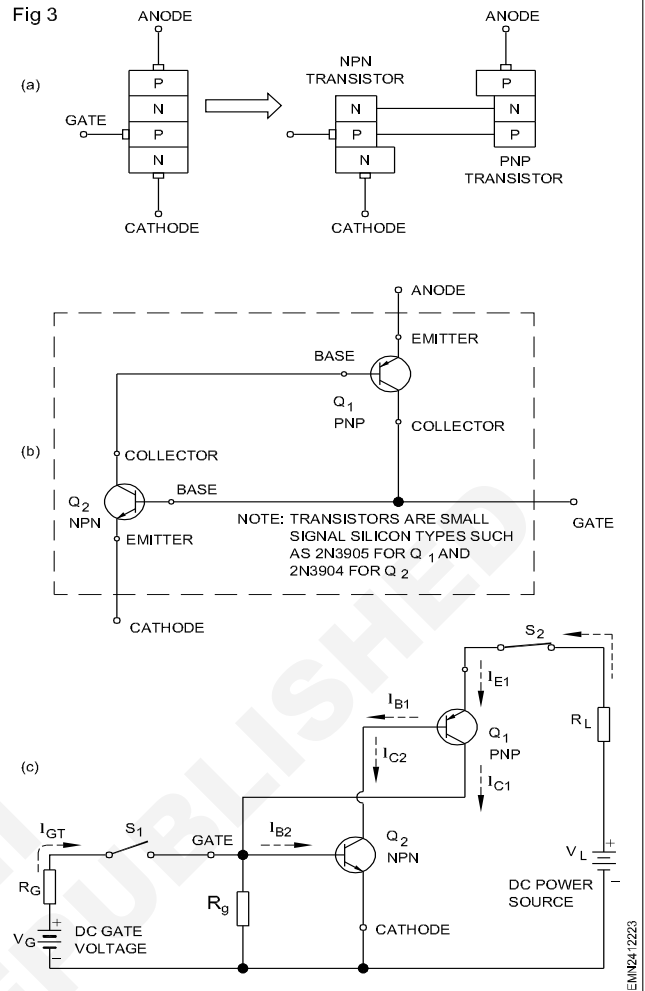 Fig 3
ANODE
ANODE
NPN
TRANSISTOR
(a)
P
N
P
N
GATE
N
P
N
P
N
P
PNP
TRANSISTOR
CATHODE
CATHODE
ANODE
EMITTER
BASE
Q1
PNP
COLLECTOR
(b)
COLLECTOR
Q2
NPN
BASE
EMITTER
NOTE: TRANSISTORS ARE SMALL
SIGNAL SILICON TYPES SUCH
AS 2N3905 FOR Q1 AND
2N3904 FOR Q2
GATE
CATHODE
S2
IE1
IB1
Q1
PNP
RL
IC2
IC1
(c)
IGT
S1
GATE
IB2
Q2
NPN
RG
Rg
VL
DC POWER
SOURCE
+
-
CATHODE
VG
+
-
DC GATE
VOLTAGE
EMN2412223
PUBLISHED